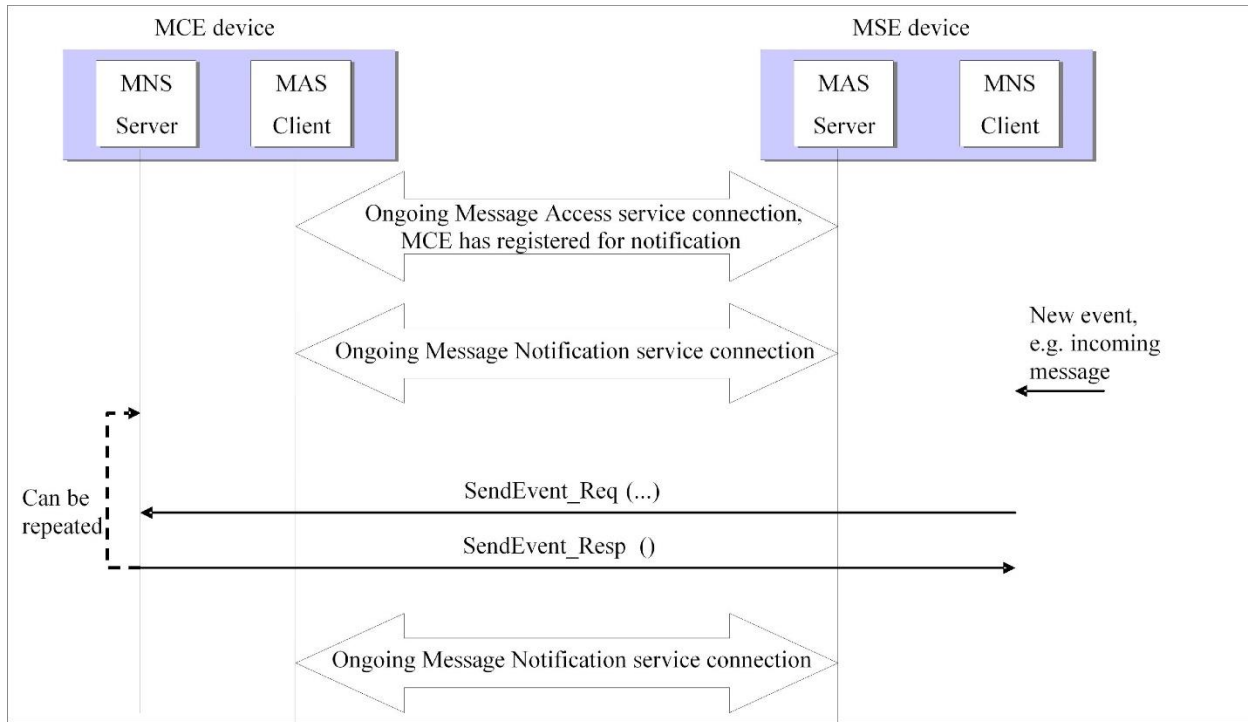 MCE device
MSE device
MNS
Server
MAS
Client
MAS
Server
MNS
Client
Ongoing Message Access service connection,
MCE has registered for notification
New event,
e.g. incoming
message
Ongoing Message Notification service connection
Can be
repeated
SendEvent_Req (...)
SendEvent_Resp ()
Ongoing Message Notification service connection